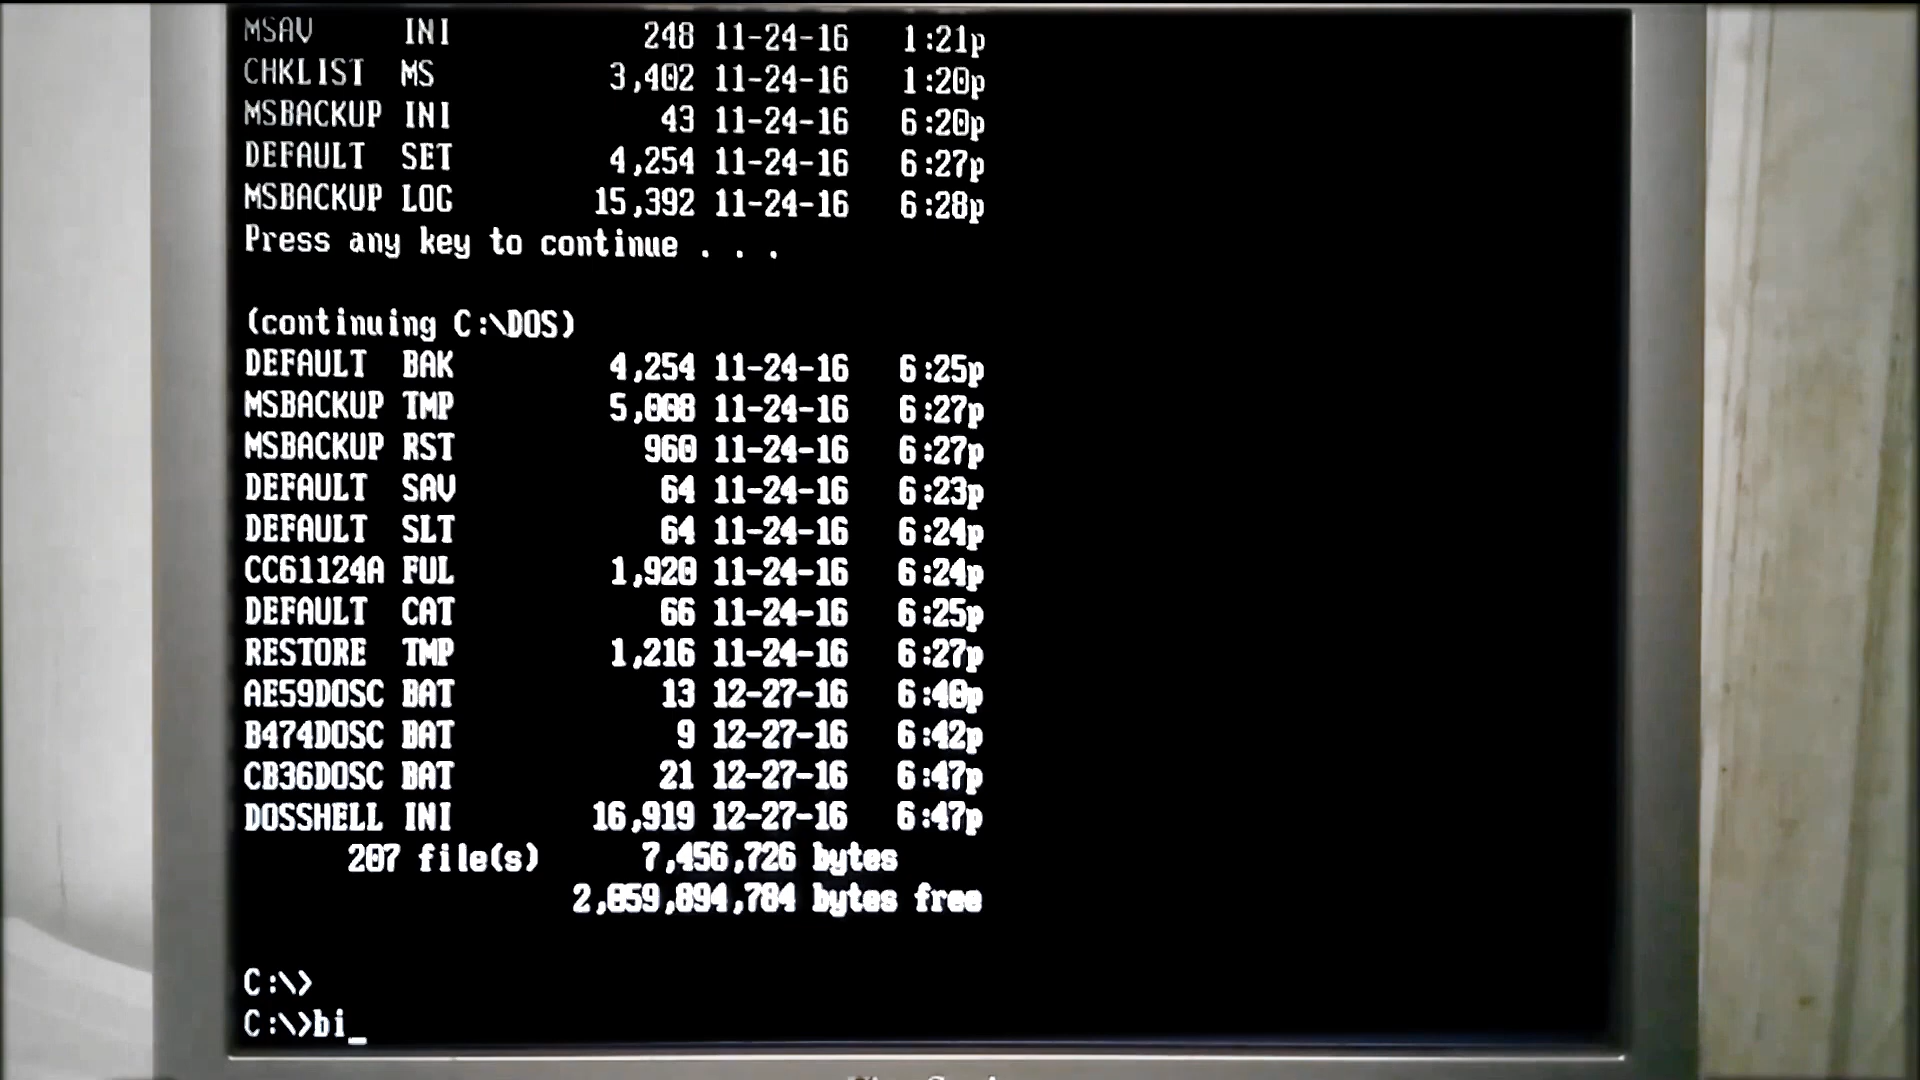 MSAV     INI           248 11-24-16   1:21p
CHKLIST  MS          3,402 11-24-16   1:20p
MSBACKUP INI            43 11-24-16   6:20p
DEFAULT  SET         4,254 11-24-16   6:27p
MSBACKUP LOG        15,392 11-24-16   6:28p
Press any key to continue . . .
(continuing C:\DOS)
DEFAULT  BAK         4,254 11-24-16   6:25p
MSBACKUP TMP         5,008 11-24-16   6:27p
MSBACKUP RST           960 11-24-16   6:27p
DEFAULT  SAV            64 11-24-16   6:23p
DEFAULT  SLT            64 11-24-16   6:24p
CC61124A FUL         1,920 11-24-16   6:24p
DEFAULT  CAT            66 11-24-16   6:25p
RESTORE  TMP         1,216 11-24-16   6:27p
AE59DOSC BAT            13 12-27-16   6:40p
B474DOSC BAT             9 12-27-16   6:42p
CB36DOSC BAT            21 12-27-16   6:47p
DOSSHELL INI        16,919 12-27-16   6:47p
207 file(s)      7,456,726 bytes
2,059,894,784 bytes free
C:\>
C:\>bi_